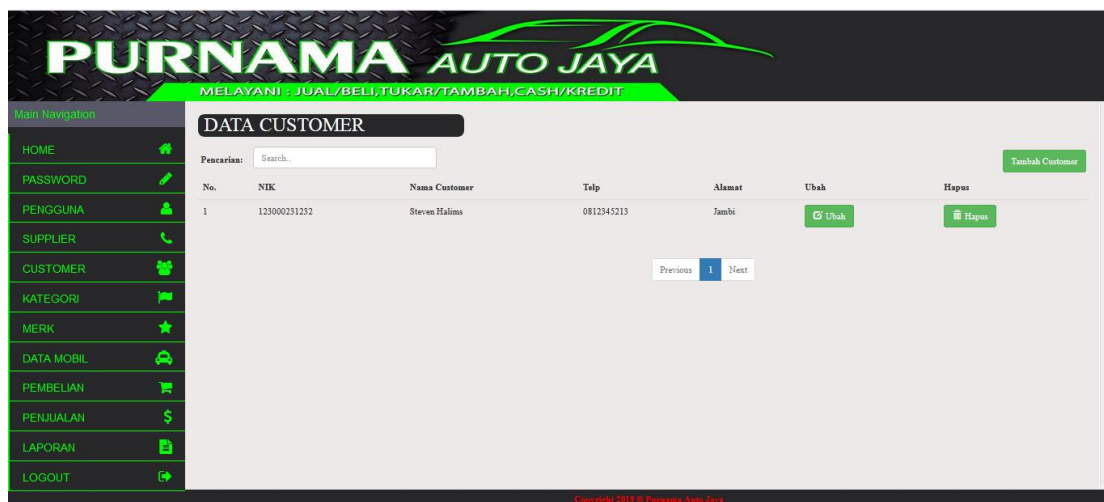 PURNAMA AUTO JAYA
MELAYANI : JUAL/BELI,TUKAR/TAMBAH,CASH/KREDIT
Main Navigation
HOME
PASSWORD
PENGGUNA
SUPPLIER
CUSTOMER
KATEGORI
MERK
DATA MOBIL
PEMBELIAN
PENJUALAN
LAPORAN
LOGOUT
DATA CUSTOMER
Pencarian: Search..
Tambah Customer
No. NIK Nama Customer Telp Alamat Ubah Hapus
1 123000231232 Steven Halims 0812345213 Jambi Ubah Hapus
Previous 1 Next
Copyright 2019 © Purnama Auto Jaya